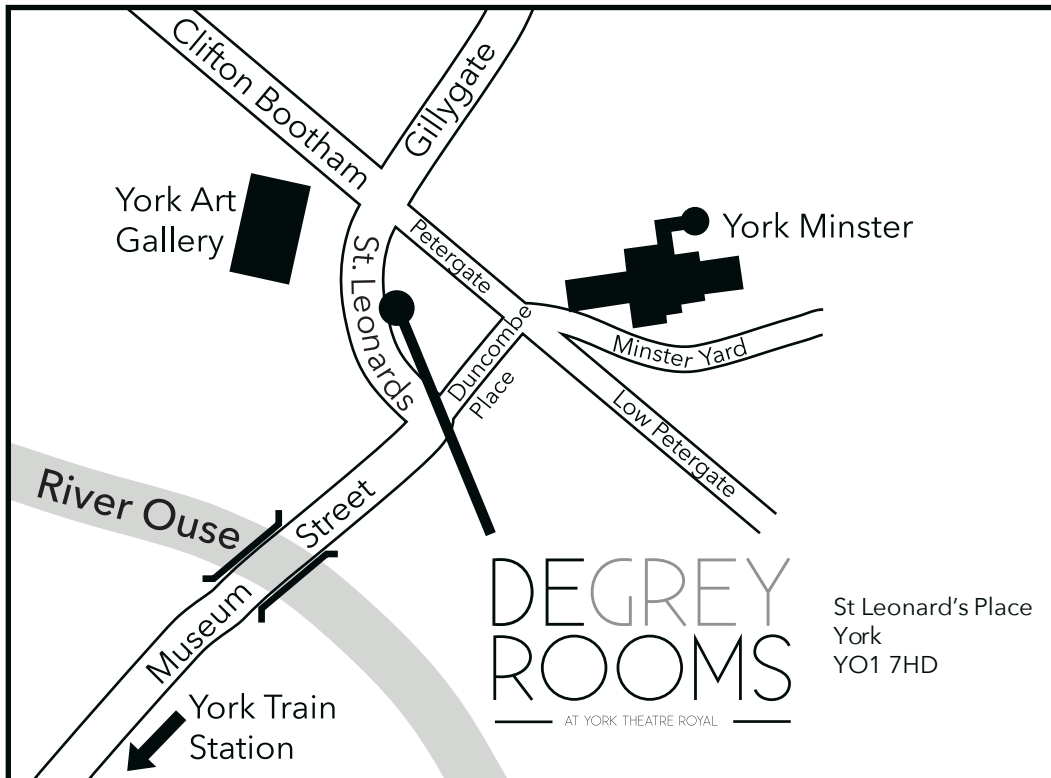 Clifton Bootham
Gillygate
York Art
Gallery
York Minster
Petergate
St. Leonards
Duncombe
Place
Minster Yard
Low Petergate
River Ouse
Museum Street
DEGREY
ROOMS
AT YORK THEATRE ROYAL
St Leonard's Place
York
YO1 7HD
York Train
Station